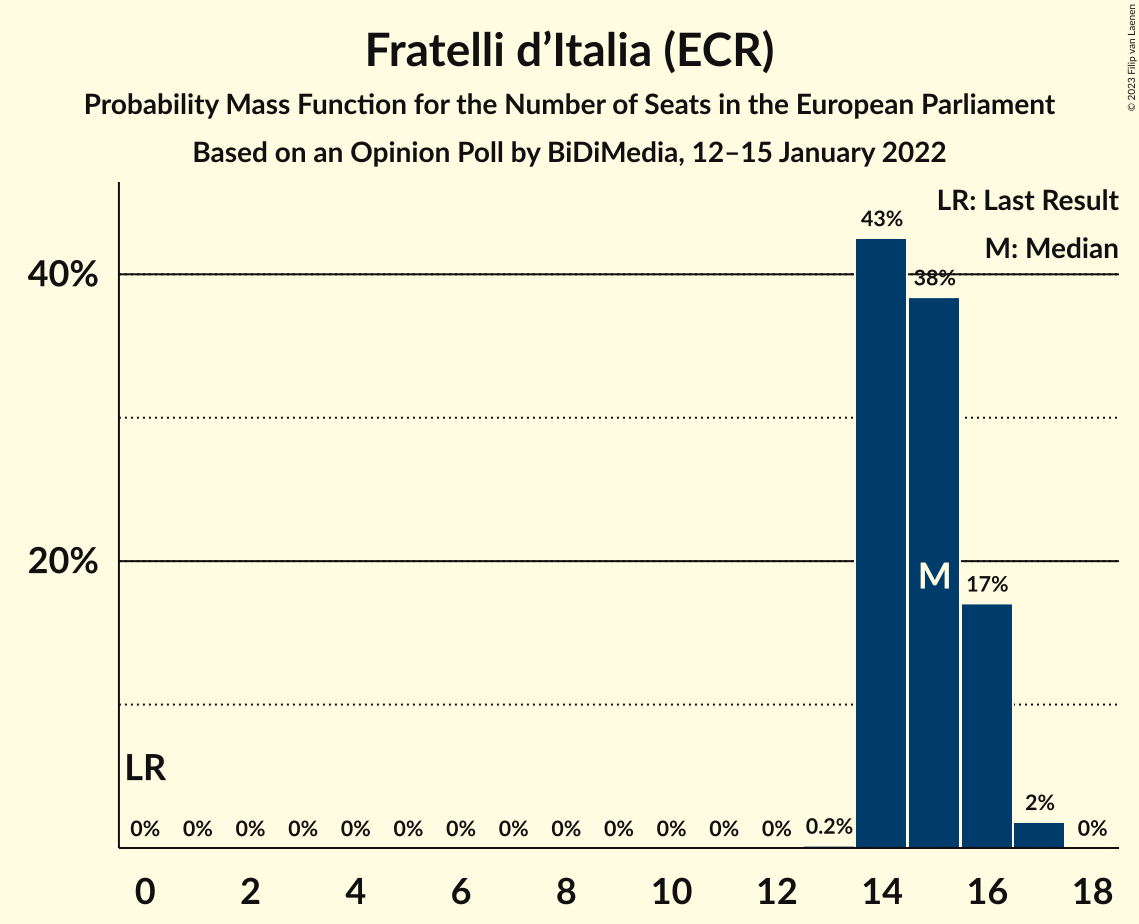 Fratelli d’Italia (ECR)
Probability Mass Function for the Number of Seats in the European Parliament
Based on an Opinion Poll by BiDiMedia, 12–15 January 2022
© 2023 Filip van Laenen
LR: Last Result
M: Median
43%
40%
38%
20%
M
17%
LR
2%
0% 0% 0% 0% 0% 0% 0% 0% 0% 0% 0% 0% 0% 0.2% 0%
0 2 4 6 8 10 12 14 16 18